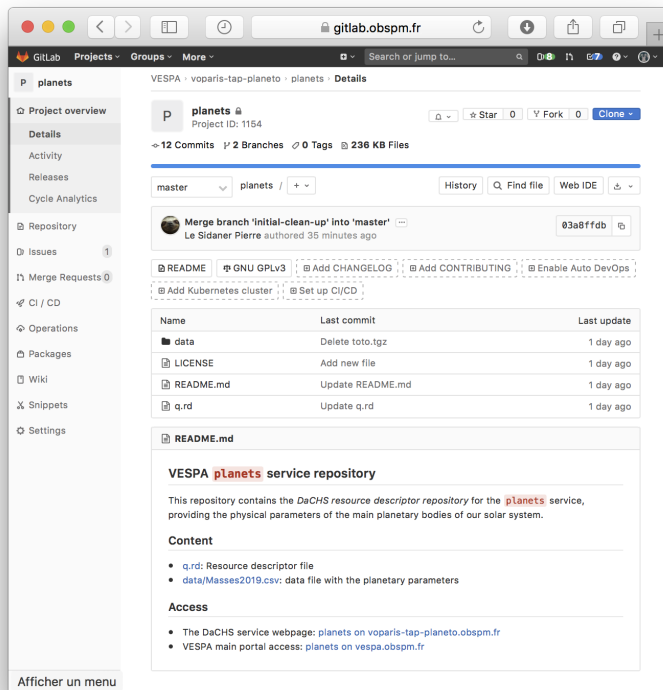 gitlab.obspm.fr
GitLab Projects Groups More Search or jump to... 8 7
P planets
VESPA › voparis-tap-planeto › planets › Details
Project overview
Details
Activity
Releases
Cycle Analytics
Repository
Issues 1
Merge Requests 0
CI / CD
Operations
Packages
Wiki
Snippets
Settings
P
planets
Project ID: 1154
Star 0 Fork 0 Clone
12 Commits 2 Branches 0 Tags 236 KB Files
master planets / + History Find file Web IDE
Merge branch 'initial-clean-up' into 'master' ...
Le Sidaner Pierre authored 35 minutes ago
03a8ffdb
README GNU GPLv3 Add CHANGELOG Add CONTRIBUTING Enable Auto DevOps
Add Kubernetes cluster Set up CI/CD
Name Last commit Last update
data Delete toto.tgz 1 day ago
LICENSE Add new file 1 day ago
README.md Update README.md 1 day ago
q.rd Update q.rd 1 day ago
README.md
VESPA planets service repository
This repository contains the DaCHS resource descriptor repository for the planets service,
providing the physical parameters of the main planetary bodies of our solar system.
Content
• q.rd: Resource descriptor file
• data/Masses2019.csv: data file with the planetary parameters
Access
• The DaCHS service webpage: planets on voparis-tap-planeto.obspm.fr
• VESPA main portal access: planets on vespa.obspm.fr
Afficher un menu